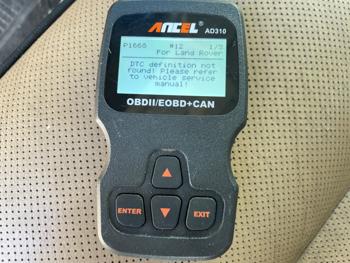 ANCEL
AD310
P1666 #12 1/3
For Land Rover
DTC definition not
found! Please refer
to vehicle service
manual!
OBDII/EOBD+CAN
ENTER
EXIT